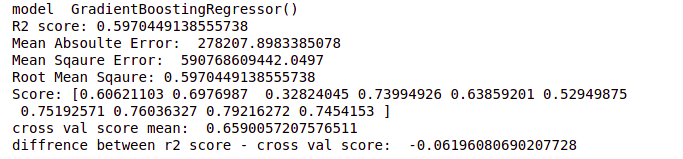 model  GradientBoostingRegressor()
R2 score: 0.5970449138555738
Mean Absoulte Error:  278207.8983385078
Mean Sqaure Error:  590768609442.0497
Root Mean Sqaure: 0.5970449138555738
Score: [0.60621103 0.6976987  0.32824045 0.73994926 0.63859201 0.52949875
 0.75192571 0.76036327 0.79216272 0.7454153 ]
cross val score mean:  0.6590057207576511
diffrence between r2 score - cross val score:  -0.06196080690207728